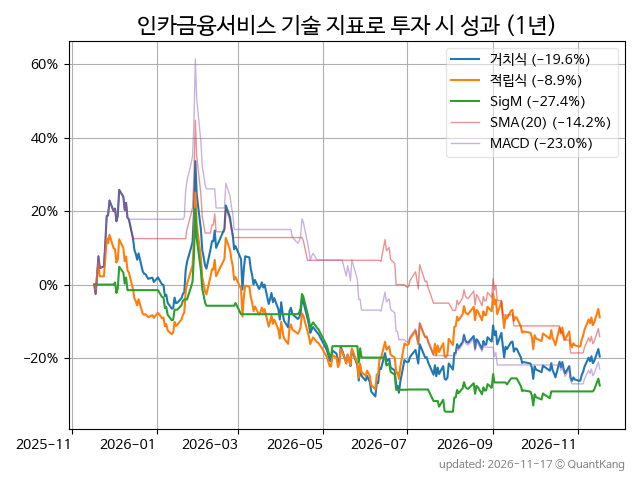 인카금융서비스 기술 지표로 투자 시 성과 (1년)
60%
40%
20%
0%
−20%
거치식 (−19.6%)
적립식 (−8.9%)
SigM (−27.4%)
SMA(20) (−14.2%)
MACD (−23.0%)
2025-11
2026-01
2026-03
2026-05
2026-07
2026-09
2026-11
updated: 2026-11-17 © QuantKang